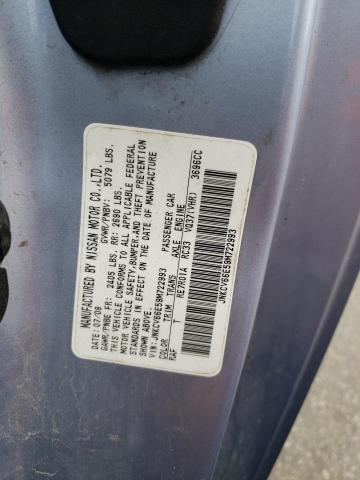 MANUFACTURED BY NISSAN MOTOR CO.,LTD.
DATE: 07/09 GVWR/PNBV: 5079 LBS.
GAWR/PNBE FR: 2405 LBS. RR: 2690 LBS.
THIS VEHICLE CONFORMS TO ALL APPLICABLE FEDERAL
MOTOR VEHICLE SAFETY,BUMPER,AND THEFT PREVENTION
STANDARDS IN EFFECT ON THE DATE OF MANUFACTURE
SHOWN ABOVE.
VIN:JNKCV66E59M722993 PASSENGER CAR
COLOR TRIM TRANS AXLE ENGINE
RAF T RE7R01A RC33 VQ37(VHR) 3696CC
JNKCV66E59M722993